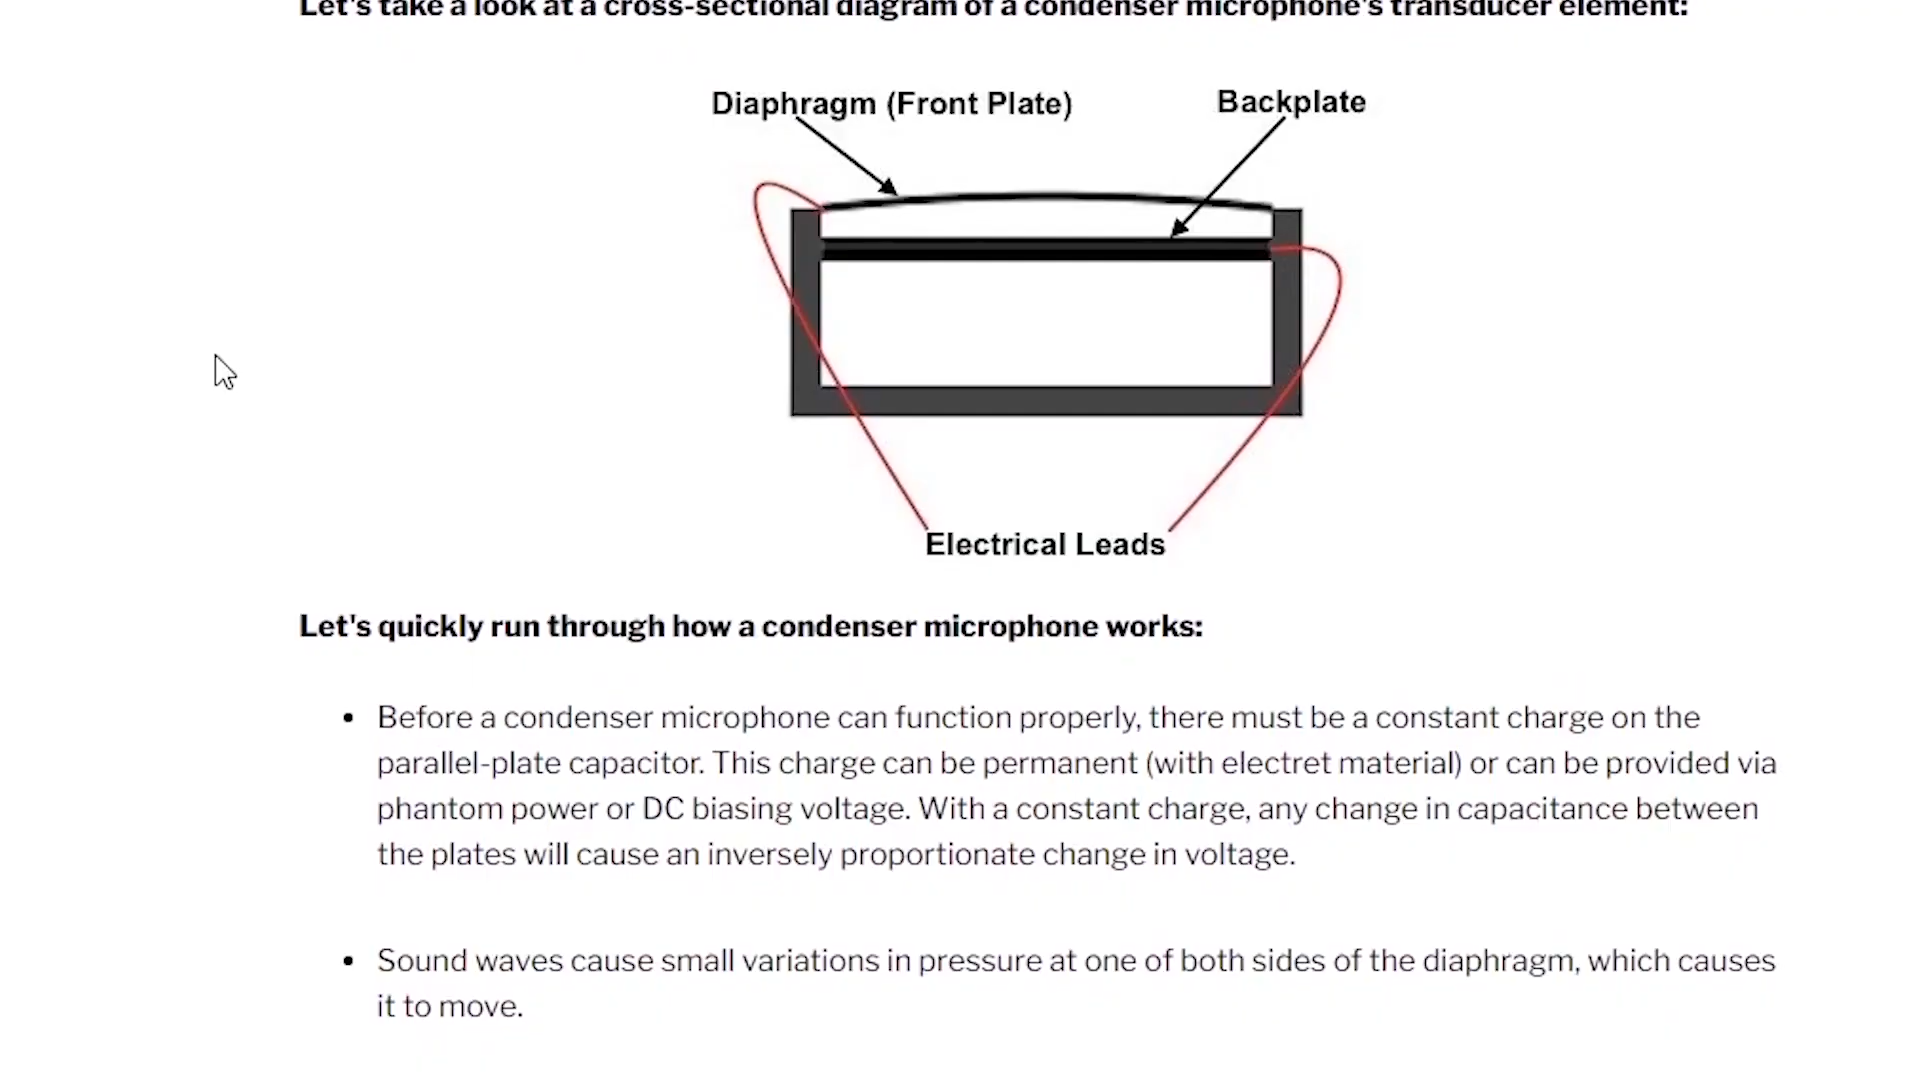 Let's take a look at a cross-sectional diagram of a condenser microphone's transducer element:
Diaphragm (Front Plate)
Backplate
Electrical Leads
Let's quickly run through how a condenser microphone works:
• Before a condenser microphone can function properly, there must be a constant charge on the
parallel-plate capacitor. This charge can be permanent (with electret material) or can be provided via
phantom power or DC biasing voltage. With a constant charge, any change in capacitance between
the plates will cause an inversely proportionate change in voltage.
• Sound waves cause small variations in pressure at one of both sides of the diaphragm, which causes
it to move.